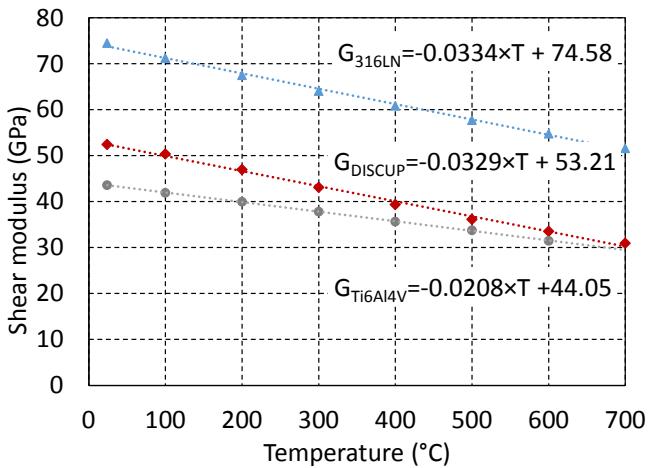 80
70
60
50
40
30
20
10
0
Shear modulus (GPa)
G316LN=-0.0334×T + 74.58
GDISCUP=-0.0329×T + 53.21
GTi6Al4V=-0.0208×T +44.05
0 100 200 300 400 500 600 700
Temperature (°C)